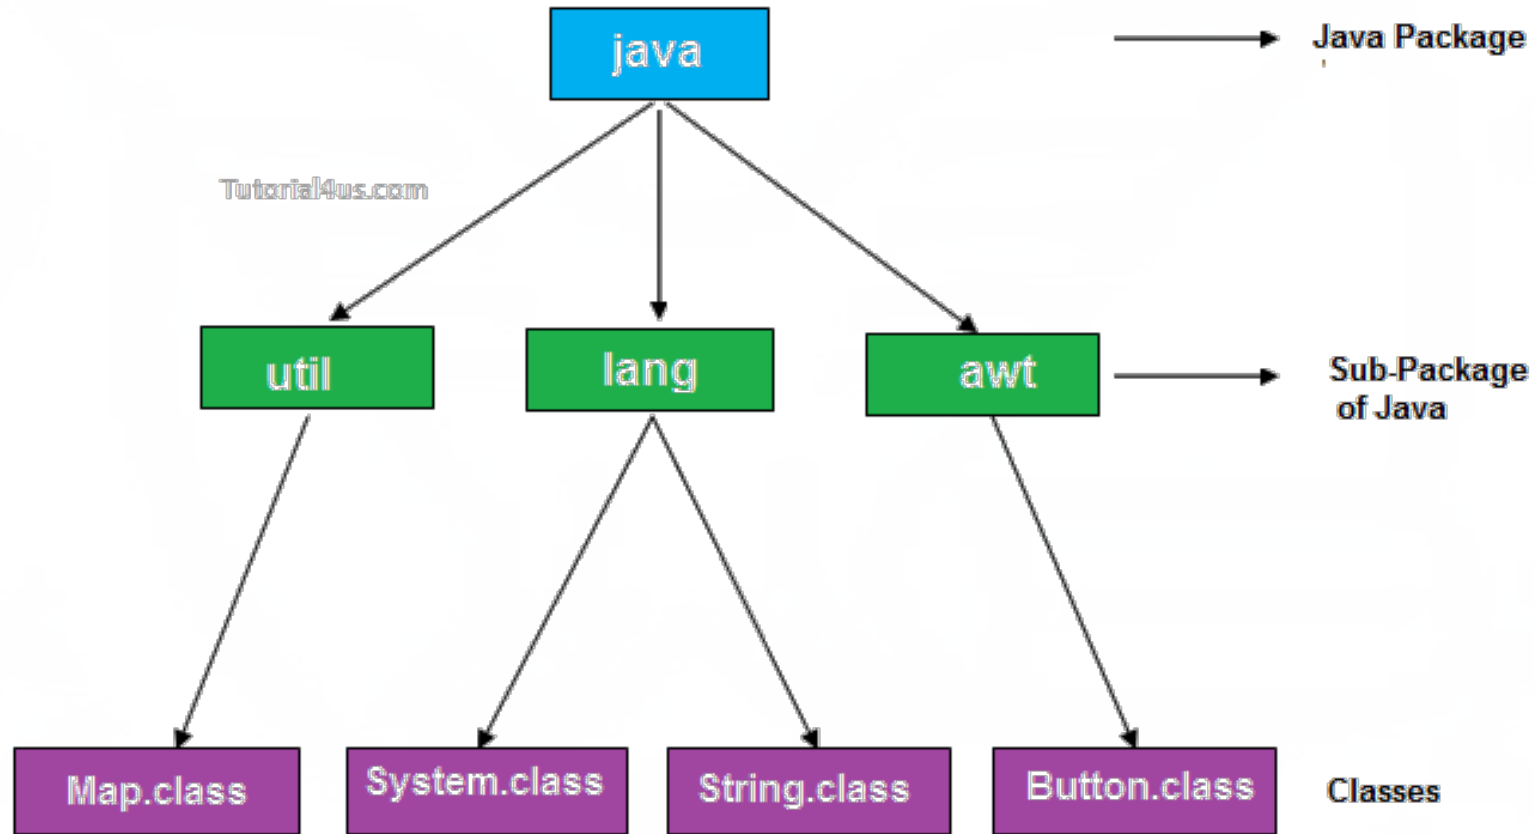 java
Java Package
Tutorial4us.com
util
lang
awt
Sub-Package
of Java
Map.class
System.class
String.class
Button.class
Classes